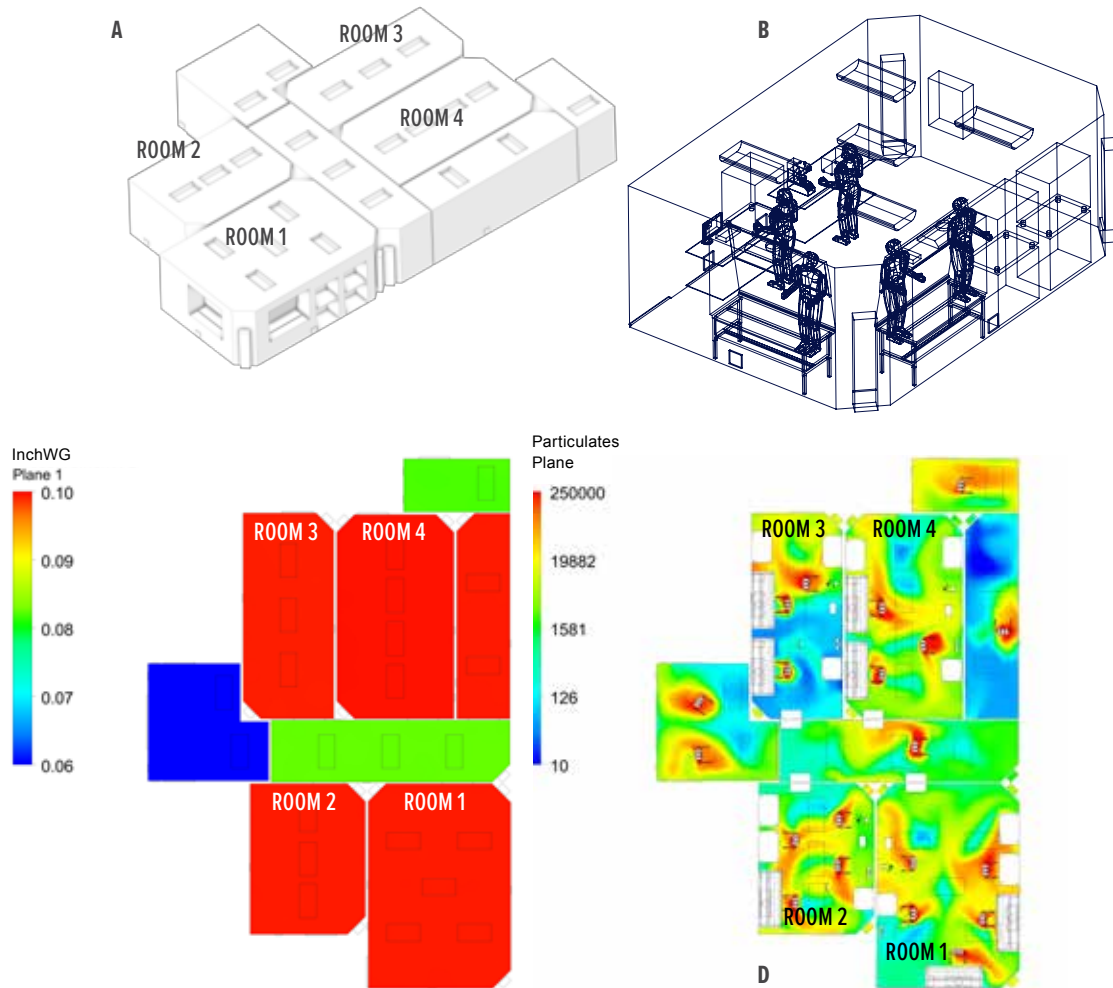 A
ROOM 3
ROOM 4
ROOM 2
ROOM 1
B
InchWG
Plane 1
0.10
0.09
0.08
0.07
0.06
ROOM 3
ROOM 4
ROOM 2
ROOM 1
Particulates
Plane
250000
19882
1581
126
10
ROOM 3
ROOM 4
ROOM 2
ROOM 1
D